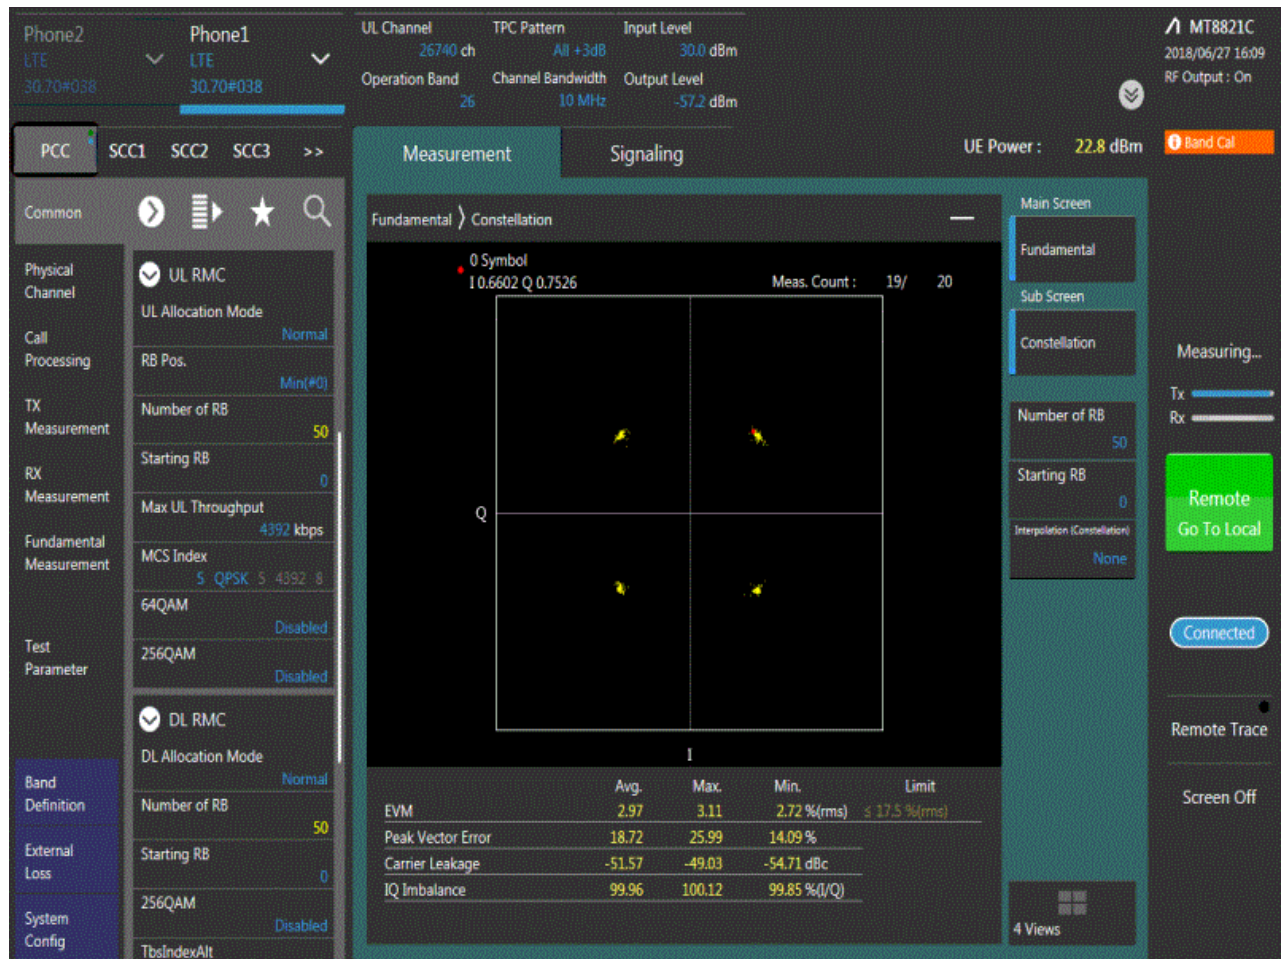 Phone2
LTE
30.70#038
Phone1
LTE
30.70#038
UL Channel
26740 ch
TPC Pattern
All +3dB
Input Level
30.0 dBm
Operation Band
26
Channel Bandwidth
10 MHz
Output Level
-57.2 dBm
MT8821C
2018/06/27 16:09
RF Output : On
Band Cal
PCC SCC1 SCC2 SCC3 >>
Measurement
Signaling
UE Power : 22.8 dBm
Common
Physical
Channel
Call
Processing
TX
Measurement
RX
Measurement
Fundamental
Measurement
Test
Parameter
Band
Definition
External
Loss
System
Config
UL RMC
UL Allocation Mode
Normal
RB Pos.
Min(#0)
Number of RB
50
Starting RB
0
Max UL Throughput
4392 kbps
MCS Index
5 QPSK 5 4392 8
64QAM
Disabled
256QAM
Disabled
DL RMC
DL Allocation Mode
Normal
Number of RB
50
Starting RB
0
256QAM
Disabled
TbsIndexAlt
Fundamental 〉 Constellation
0 Symbol
I 0.6602 Q 0.7526
Meas. Count : 19/ 20
Q
I
Avg. Max. Min. Limit
EVM 2.97 3.11 2.72 %(rms) ≤ 17.5 %(rms)
Peak Vector Error 18.72 25.99 14.09 %
Carrier Leakage -51.57 -49.03 -54.71 dBc
IQ Imbalance 99.96 100.12 99.85 %(I/Q)
Main Screen
Fundamental
Sub Screen
Constellation
Number of RB
50
Starting RB
0
Interpolation (Constellation)
None
4 Views
Measuring...
Tx
Rx
Remote
Go To Local
Connected
Remote Trace
Screen Off